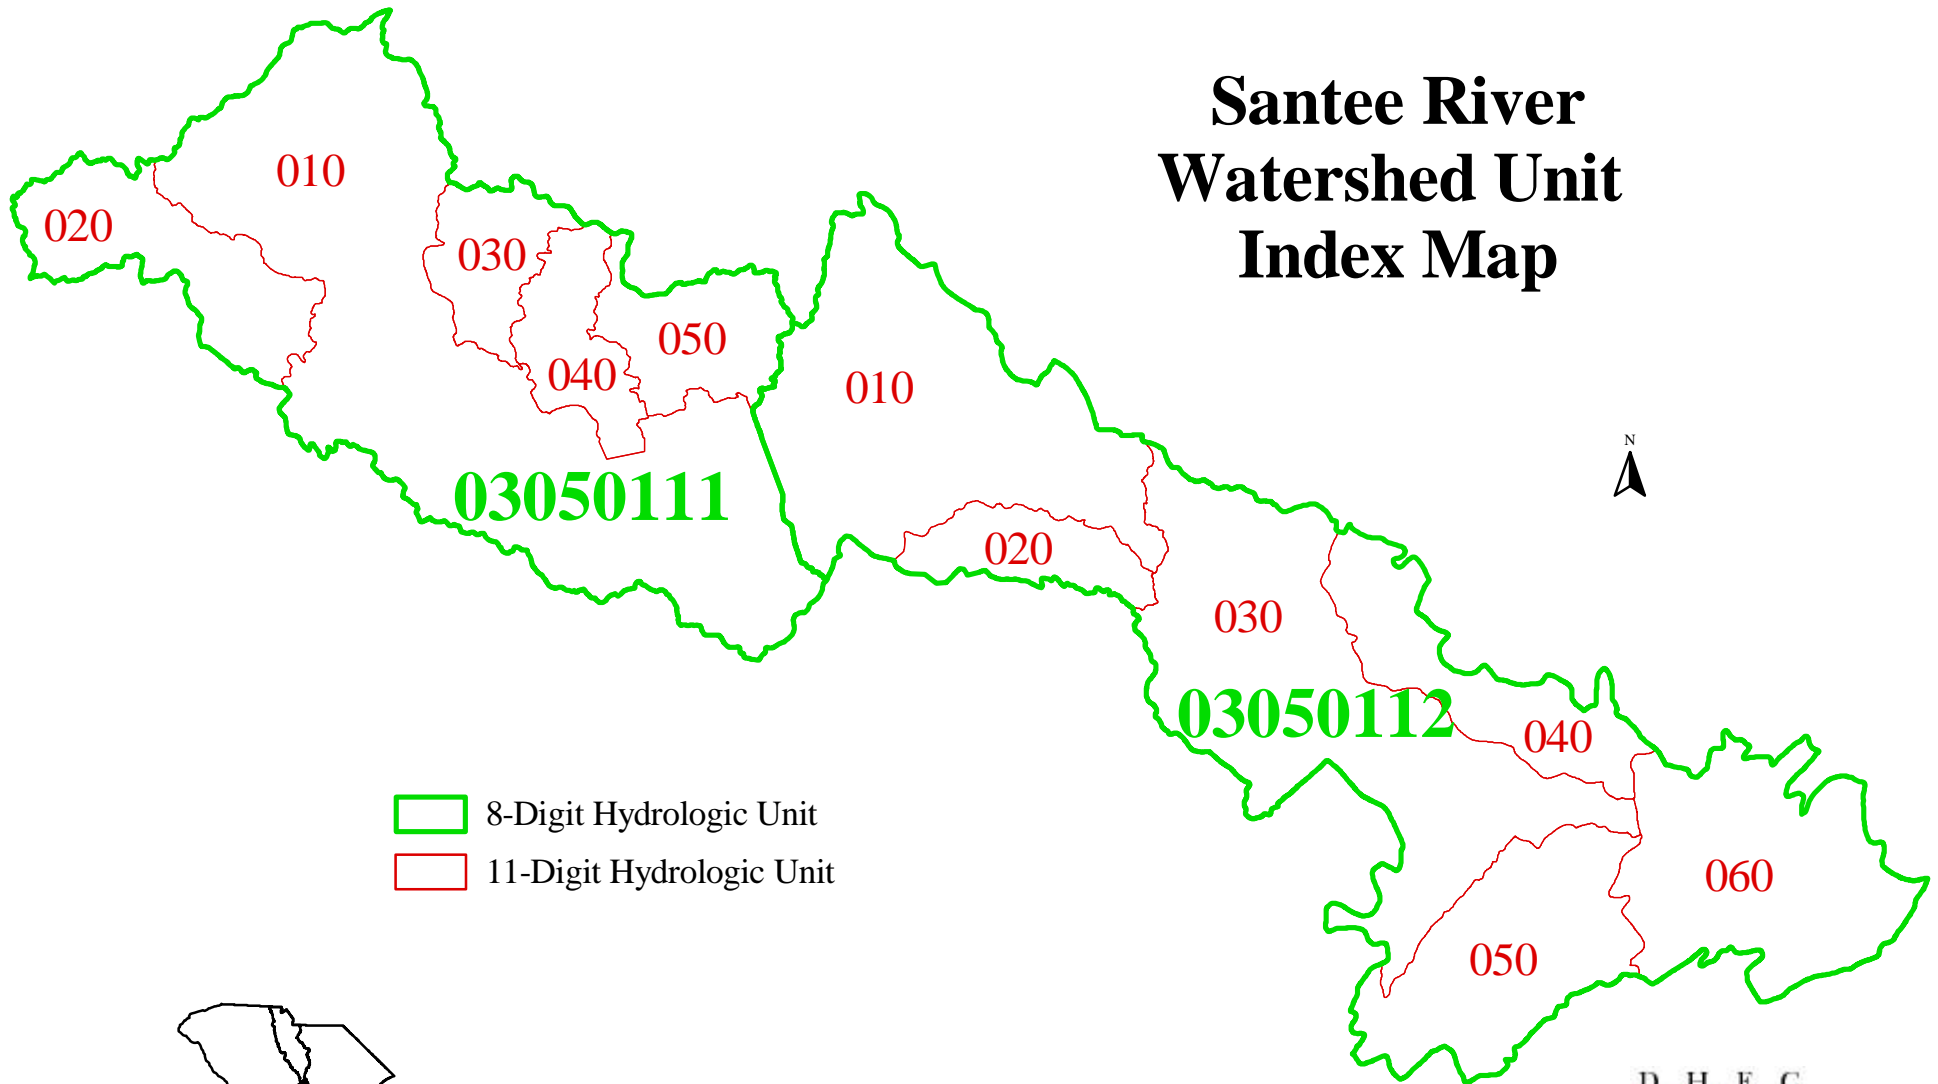 Santee River
Watershed Unit
Index Map
010
020
030
050
040
010
N
03050111
020
030
03050112
040
8-Digit Hydrologic Unit
11-Digit Hydrologic Unit
060
050
D H E C